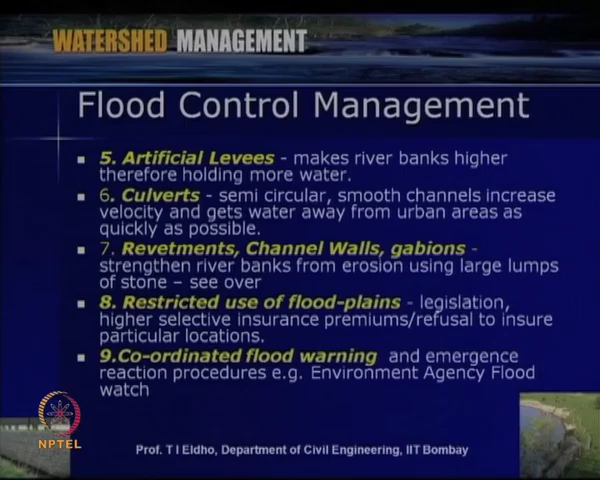 WATERSHED MANAGEMENT
Flood Control Management
5. Artificial Levees - makes river banks higher
therefore holding more water.
6. Culverts - semi circular, smooth channels increase
velocity and gets water away from urban areas as
quickly as possible.
7. Revetments, Channel Walls, gabions -
strengthen river banks from erosion using large lumps
of stone – see over
8. Restricted use of flood-plains - legislation,
higher selective insurance premiums/refusal to insure
particular locations.
9.Co-ordinated flood warning and emergence
reaction procedures e.g. Environment Agency Flood
watch
NPTEL
Prof. T I Eldho, Department of Civil Engineering, IIT Bombay